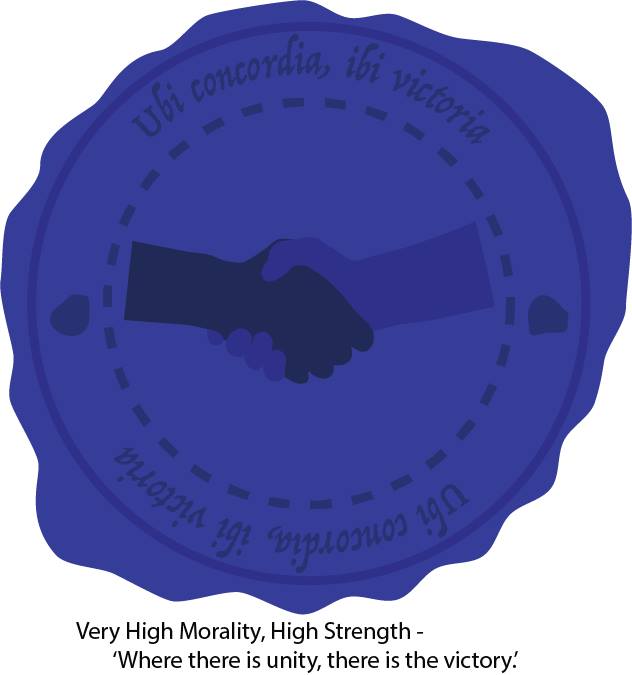 Ubi concordia, ibi victoria
Ubi concordia, ibi victoria
Very High Morality, High Strength -
‘Where there is unity, there is the victory.’